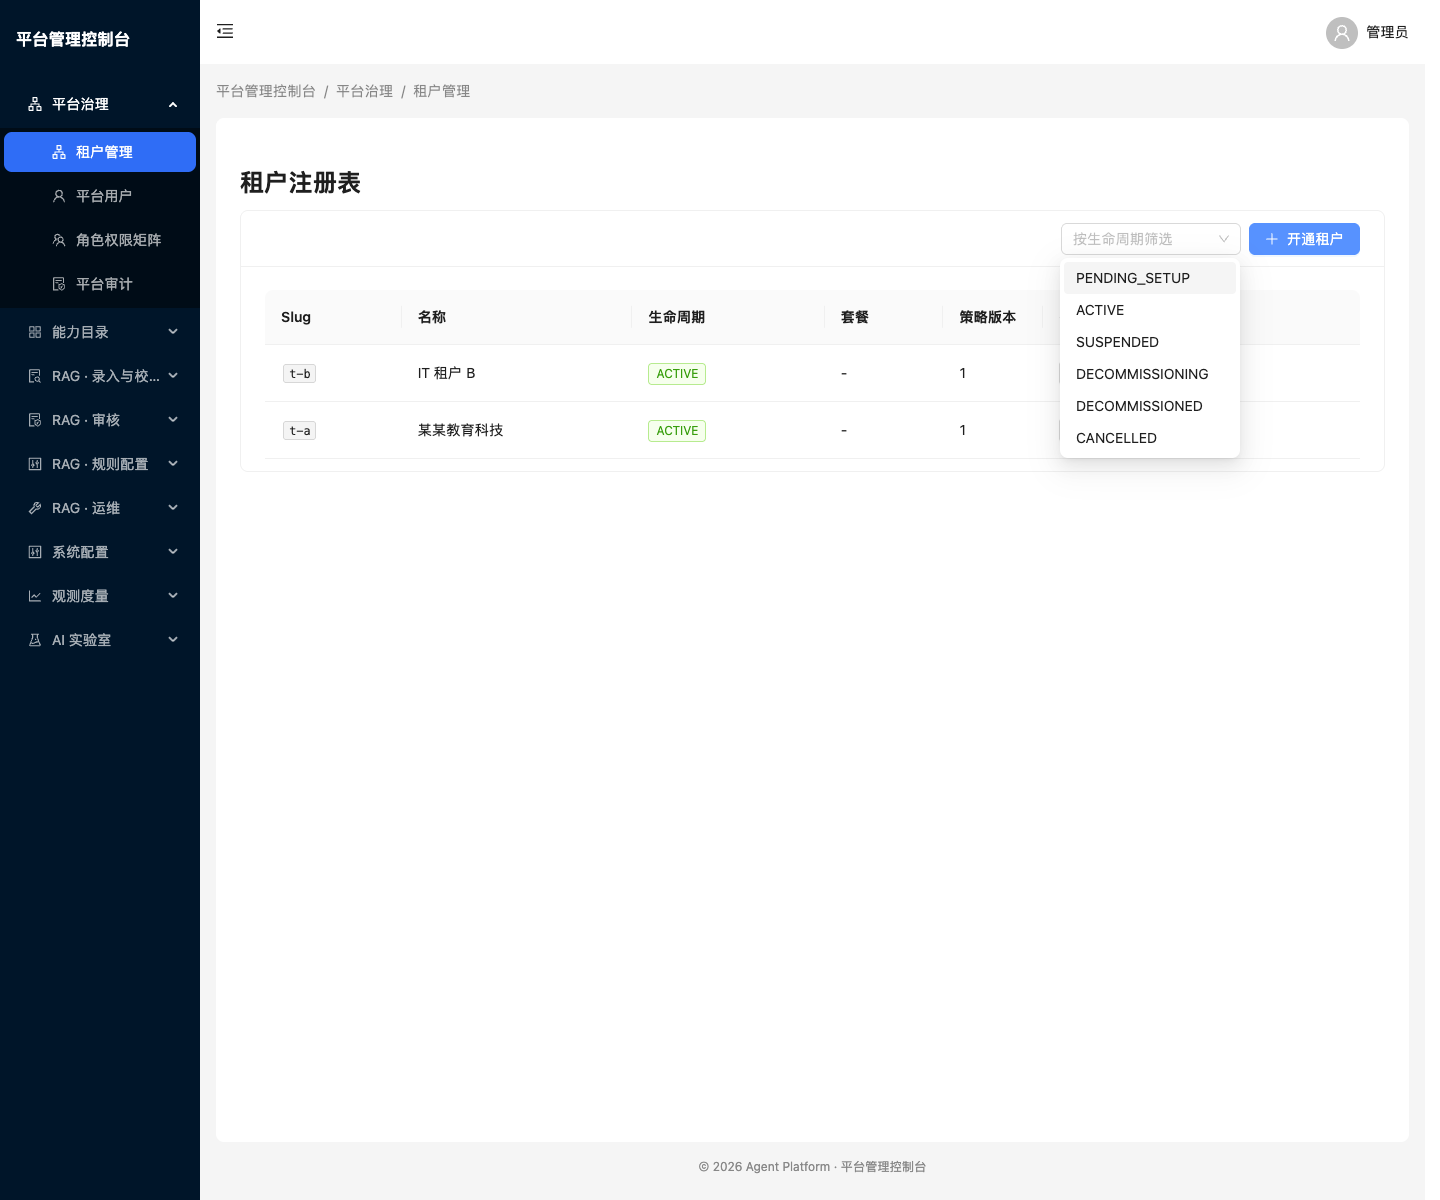 平台管理控制台
平台治理
租户管理
平台用户
角色权限矩阵
平台审计
能力目录
RAG · 录入与校...
RAG · 审核
RAG · 规则配置
RAG · 运维
系统配置
观测度量
AI 实验室
管理员
平台管理控制台 / 平台治理 / 租户管理
租户注册表
按生命周期筛选
开通租户
PENDING_SETUP
ACTIVE
SUSPENDED
DECOMMISSIONING
DECOMMISSIONED
CANCELLED
Slug 名称 生命周期 套餐 策略版本
t-b IT 租户 B ACTIVE - 1
t-a 某某教育科技 ACTIVE - 1
© 2026 Agent Platform · 平台管理控制台